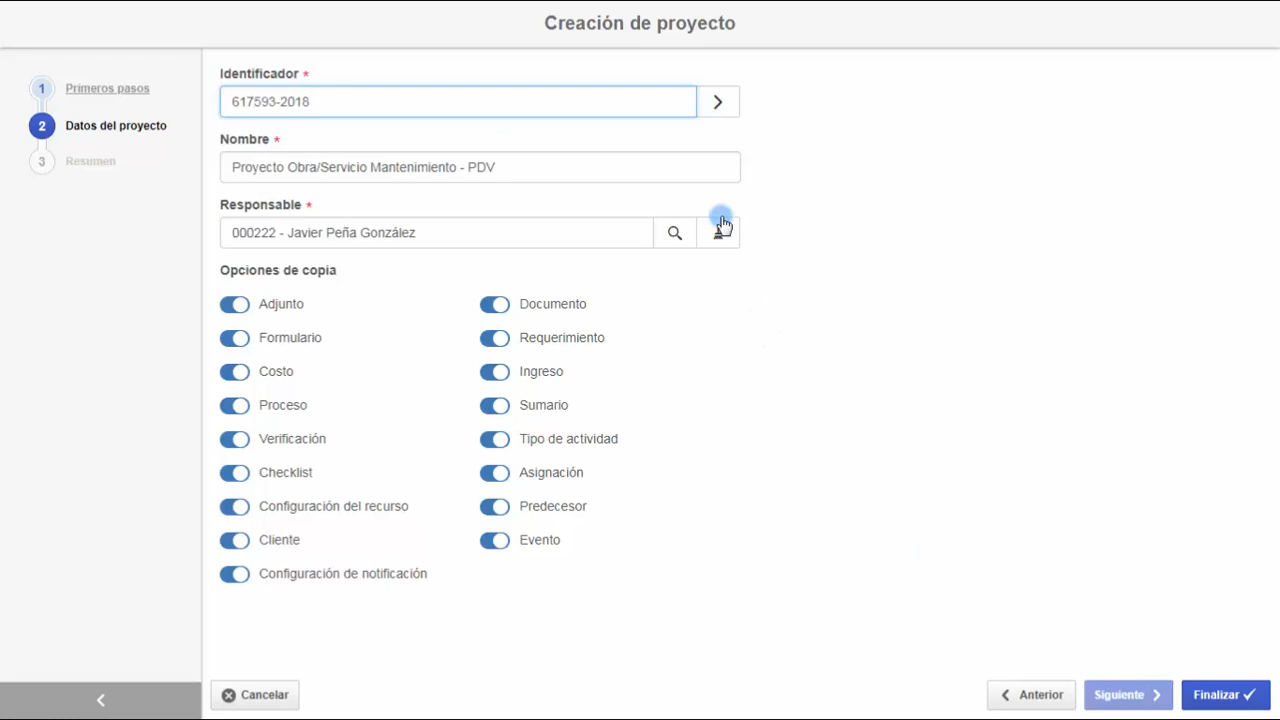 Creación de proyecto
1 Primeros pasos
2 Datos del proyecto
3 Resumen
Identificador *
617593-2018
Nombre *
Proyecto Obra/Servicio Mantenimiento - PDV
Responsable *
000222 - Javier Peña González
Opciones de copia
Adjunto
Documento
Formulario
Requerimiento
Costo
Ingreso
Proceso
Sumario
Verificación
Tipo de actividad
Checklist
Asignación
Configuración del recurso
Predecesor
Cliente
Evento
Configuración de notificación
Cancelar
Anterior
Siguiente
Finalizar